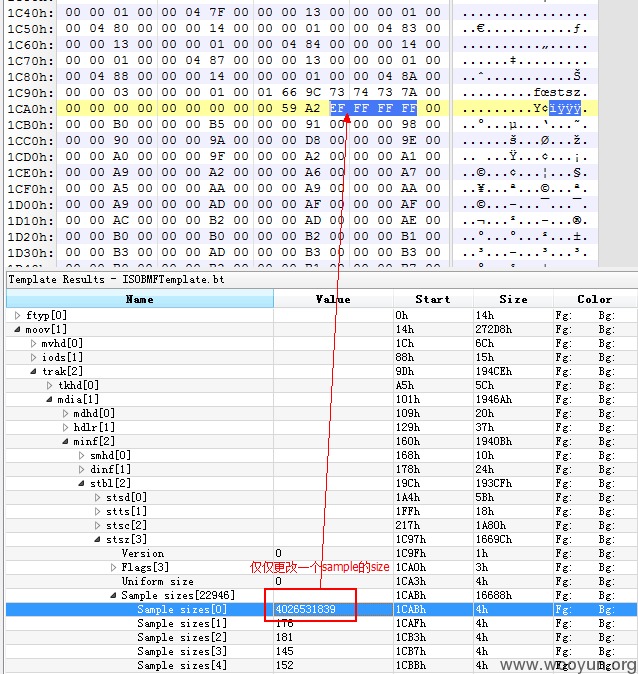 1C40h: 00 00 01 00 00 04 7F 00 00 00 13 00 00 00 01 00
1C50h: 00 04 80 00 00 00 14 00 00 00 01 00 00 04 83 00 ..€............ƒ.
1C60h: 00 00 13 00 00 00 01 00 00 04 84 00 00 00 14 00 ..........„.....
1C70h: 00 00 01 00 00 04 87 00 00 00 13 00 00 00 01 00 ......‡.........
1C80h: 00 04 88 00 00 00 14 00 00 00 01 00 00 04 8A 00 ..ˆ...........Š.
1C90h: 00 00 03 00 00 00 01 00 01 66 9C 73 74 73 7A 00 .........fœstsz.
1CA0h: 00 00 00 00 00 00 00 00 00 59 A2 EF FF FF FF 00 .........Y¢ïÿÿÿ.
1CB0h: 00 00 B0 00 00 00 B5 00 00 00 91 00 00 00 98 00 ..°...µ...‘...˜.
1CC0h: 00 00 90 00 00 00 9A 00 00 00 D8 00 00 00 9E 00 ......š...Ø...ž.
1CD0h: 00 00 A0 00 00 00 9F 00 00 00 A2 00 00 00 A1 00 .. ...Ÿ...¢...¡.
1CE0h: 00 00 A9 00 00 00 A2 00 00 00 A6 00 00 00 A7 00 ..©...¢...¦...§.
1CF0h: 00 00 A5 00 00 00 AA 00 00 00 A9 00 00 00 AA 00 ..¥...ª...©...ª.
1D00h: 00 00 A9 00 00 00 AD 00 00 00 AF 00 00 00 AF 00
1D10h: 00 00 AC 00 00 00 B2 00 00 00 AD 00 00 00 AE 00
1D20h: 00 00 B0 00 00 00 B0 00 00 00 B2 00 00 00 B1 00 ..°...°...²...±.
1D30h: 00 00 B3 00 00 00 AD 00 00 00 B3 00 00 00 B3 00
Template Results - ISOBMFTemplate.bt
Name Value Start Size Color
ftyp[0] 0h 14h Fg: Bg:
moov[1] 14h 272D8h Fg: Bg:
mvhd[0] 1Ch 6Ch Fg: Bg:
iods[1] 88h 15h Fg: Bg:
trak[2] 9Dh 194CEh Fg: Bg:
tkhd[0] A5h 5Ch Fg: Bg:
mdia[1] 101h 1946Ah Fg: Bg:
mdhd[0] 109h 20h Fg: Bg:
hdlr[1] 129h 37h Fg: Bg:
minf[2] 160h 1940Bh Fg: Bg:
smhd[0] 168h 10h Fg: Bg:
dinf[1] 178h 24h Fg: Bg:
stbl[2] 19Ch 193CFh Fg: Bg:
stsd[0] 1A4h 5Bh Fg: Bg:
stts[1] 1FFh 18h Fg: Bg:
stsc[2] 217h 1A80h Fg: Bg:
stsz[3] 1C97h 1669Ch Fg: Bg:
Version 0 1C9Fh 1h Fg: Bg:
Flags[3] 仅仅更改一个sample的size 1CA0h 3h Fg: Bg:
Uniform size 0 1CA3h 4h Fg: Bg:
Sample sizes[22946] 1CABh 16688h Fg: Bg:
Sample sizes[0] 4026531839 1CABh 4h Fg: Bg:
Sample sizes[1] 176 1CAFh 4h Fg: Bg:
Sample sizes[2] 181 1CB3h 4h Fg: Bg:
Sample sizes[3] 145 1CB7h 4h Fg: Bg:
Sample sizes[4] 152 1CBBh 4h Fg: Bg:
www.wooyun.org